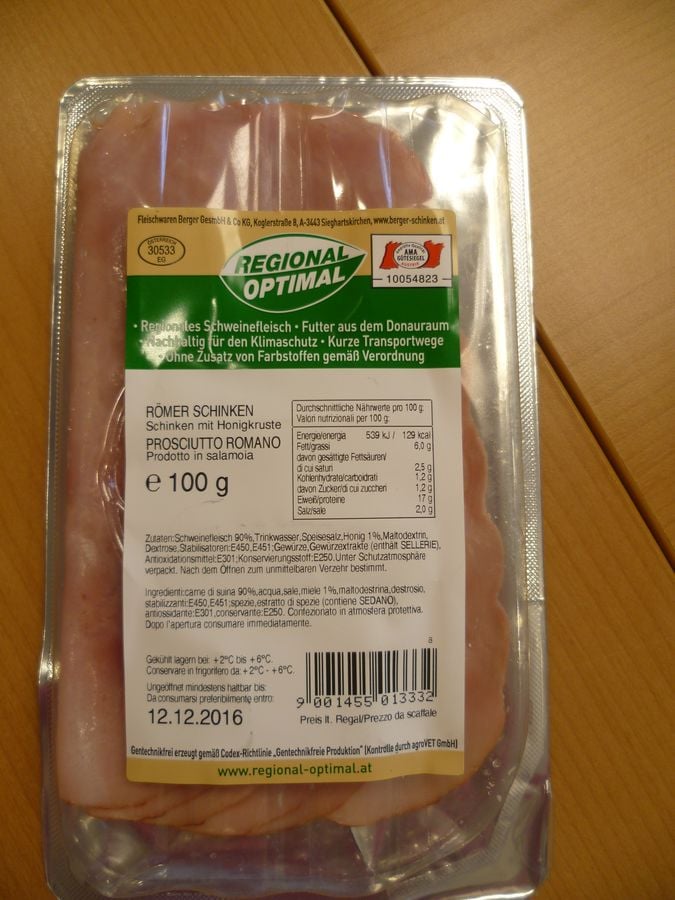 Fleischwaren Berger GesmbH & Co KG, Koglerstraße 8, A-3443 Sieghartskirchen, www.berger-schinken.at
ÖSTERREICH
30533
EG
REGIONAL
OPTIMAL
AMA
GÜTESIEGEL
AUSTRIA
10054823
• Regionales Schweinefleisch • Futter aus dem Donauraum
• Nachhaltig für den Klimaschutz • Kurze Transportwege
• Ohne Zusatz von Farbstoffen gemäß Verordnung
RÖMER SCHINKEN
Schinken mit Honigkruste
PROSCIUTTO ROMANO
Prodotto in salamoia
e 100 g
Durchschnittliche Nährwerte pro 100 g:
Valori nutrizionali per 100 g:
Energie/energia 539 kJ / 129 kcal
Fett/grassi 6,0 g
davon gesättigte Fettsäuren/
di cui saturi 2,5 g
Kohlenhydrate/carboidrati 1,2 g
davon Zucker/di cui zuccheri 1,2 g
Eiweiß/proteine 17 g
Salz/sale 2,0 g
Zutaten:Schweinefleisch 90%,Trinkwasser,Speisesalz,Honig 1%,Maltodextrin,
Dextrose,Stabilisatoren:E450,E451;Gewürze,Gewürzextrakte (enthält SELLERIE),
Antioxidationsmittel:E301;Konservierungsstoff:E250.Unter Schutzatmosphäre
verpackt. Nach dem Öffnen zum unmittelbaren Verzehr bestimmt.
Ingredienti:carne di suina 90%,acqua,sale,miele 1%,maltodestrina,destrosio,
stabilizzanti:E450,E451;spezie,estratto di spezie (contiene SEDANO),
antiossidante:E301,conservante:E250. Confezionato in atmosfera protettiva.
Dopo l'apertura consumare immediatamente.
a
Gekühlt lagern bei: +2°C bis +6°C.
Conservare in frigorifero da: +2°C - +6°C.
Ungeöffnet mindestens haltbar bis:
Da consumarsi preferibilmente entro:
12.12.2016
9 001455 013332
Preis lt. Regal/Prezzo da scaffale
Gentechnikfrei erzeugt gemäß Codex-Richtlinie „Gentechnikfreie Produktion" (Kontrolle durch agroVET GmbH)
www.regional-optimal.at